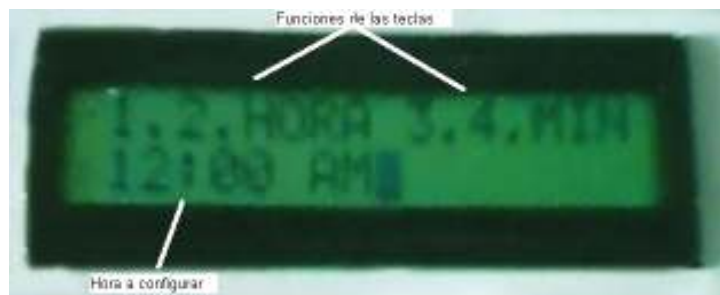 Funciones de las teclas
1.2.HORA 3.4.MIN
12:00 AM
Hora a configurar